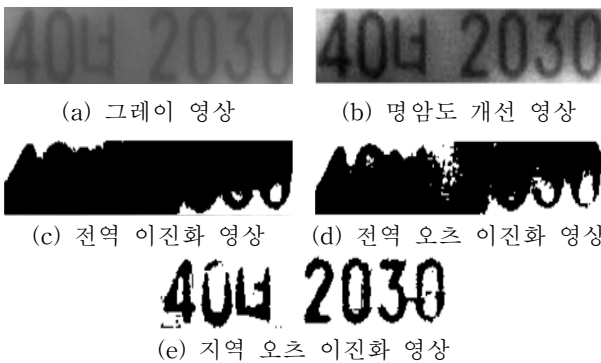 40너 2030
40너 2030
(a) 그레이 영상
(b) 명암도 개선 영상
(c) 전역 이진화 영상
(d) 전역 오츠 이진화 영상
40너 2030
(e) 지역 오츠 이진화 영상